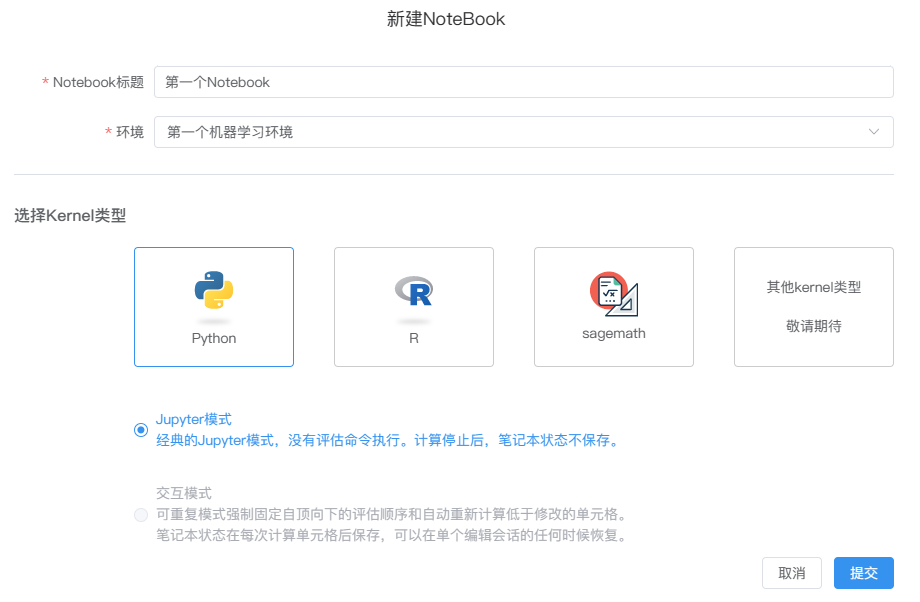 新建NoteBook
* Notebook标题
第一个Notebook
* 环境
第一个机器学习环境
选择Kernel类型
Python
R
sagemath
其他kernel类型
敬请期待
Jupyter模式
经典的Jupyter模式，没有评估命令执行。计算停止后，笔记本状态不保存。
交互模式
可重复模式强制固定自顶向下的评估顺序和自动重新计算低于修改的单元格。
笔记本状态在每次计算单元格后保存，可以在单个编辑会话的任何时候恢复。
取消
提交